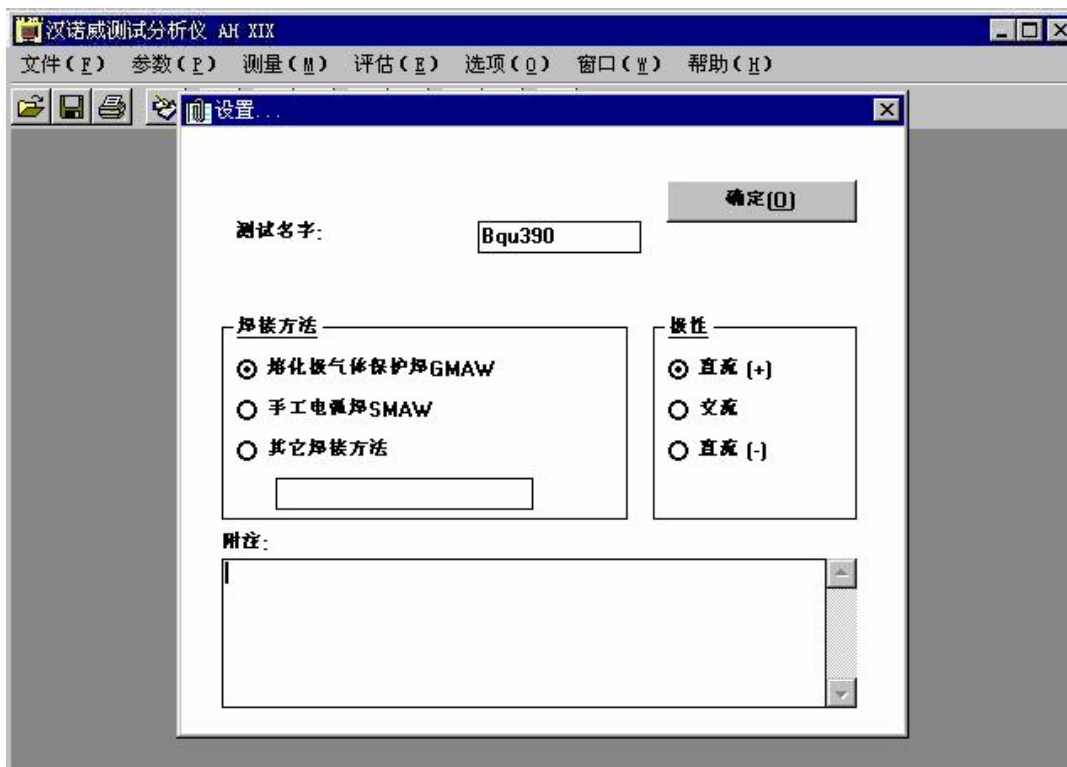 汉诺威测试分析仪 AH XIX
文件(F) 参数(P) 测量(M) 评估(E) 选项(O) 窗口(W) 帮助(H)
设置...
确定(O)
测试名字:
Bqu390
焊接方法
熔化极气体保护焊GMAW
手工电弧焊SMAW
其它焊接方法
极性
直流 (+)
交流
直流 (-)
附注: